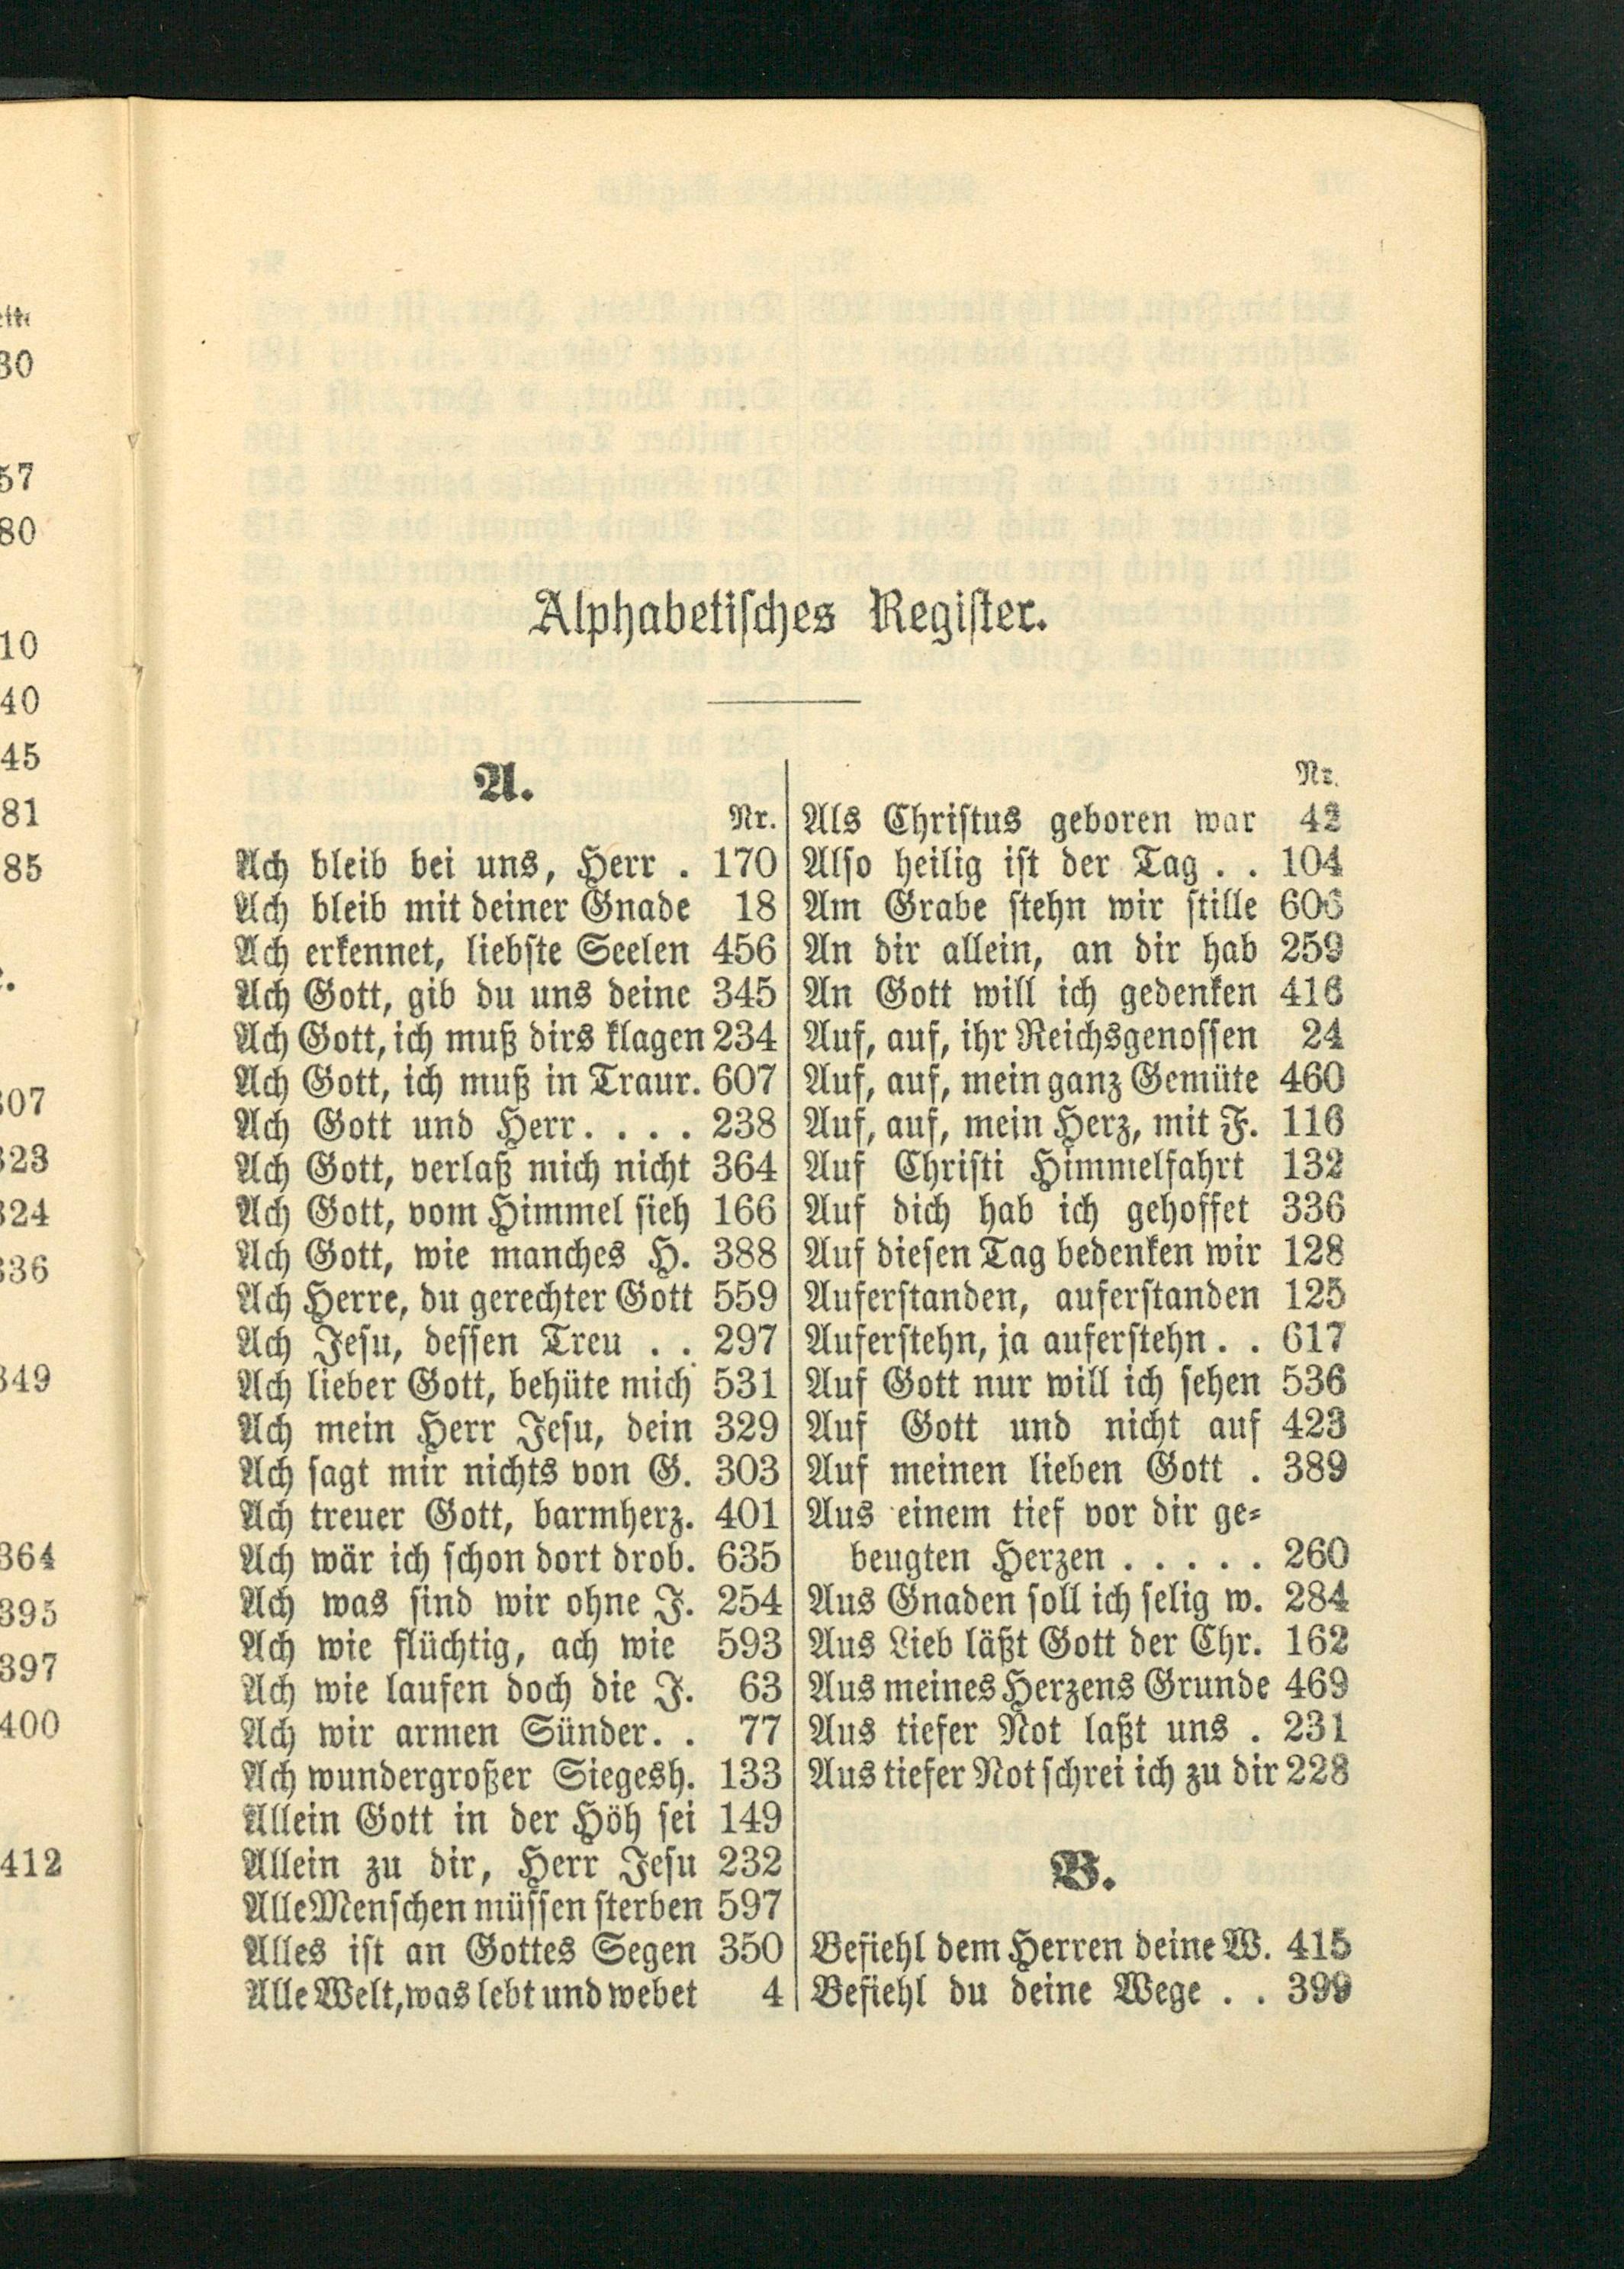 Alphabetisches Register.
A.
Nr.
Ach bleib bei uns, Herr . 170
Ach bleib mit deiner Gnade 18
Ach erkennet, liebste Seelen 456
Ach Gott, gib du uns deine 345
Ach Gott, ich muß dirs klagen 234
Ach Gott, ich muß in Traur. 607
Ach Gott und Herr. . . . 238
Ach Gott, verlaß mich nicht 364
Ach Gott, vom Himmel sieh 166
Ach Gott, wie manches H. 388
Ach Herre, du gerechter Gott 559
Ach Jesu, dessen Treu . . 297
Ach lieber Gott, behüte mich 531
Ach mein Herr Jesu, dein 329
Ach sagt mir nichts von G. 303
Ach treuer Gott, barmherz. 401
Ach wär ich schon dort drob. 635
Ach was sind wir ohne J. 254
Ach wie flüchtig, ach wie 593
Ach wie laufen doch die J. 63
Ach wir armen Sünder. . 77
Ach wundergroßer Siegesh. 133
Allein Gott in der Höh sei 149
Allein zu dir, Herr Jesu 232
Alle Menschen müssen sterben 597
Alles ist an Gottes Segen 350
Alle Welt, was lebt und webet 4
Nr.
Als Christus geboren war 42
Also heilig ist der Tag . . 104
Am Grabe stehn wir stille 606
An dir allein, an dir hab 259
An Gott will ich gedenken 416
Auf, auf, ihr Reichsgenossen 24
Auf, auf, mein ganz Gemüte 460
Auf, auf, mein Herz, mit F. 116
Auf Christi Himmelfahrt 132
Auf dich hab ich gehoffet 336
Auf diesen Tag bedenken wir 128
Auferstanden, auferstanden 125
Auferstehn, ja auferstehn . . 617
Auf Gott nur will ich sehen 536
Auf Gott und nicht auf 423
Auf meinen lieben Gott . 389
Aus einem tief vor dir ge-
beugten Herzen . . . . . 260
Aus Gnaden soll ich selig w. 284
Aus Lieb läßt Gott der Chr. 162
Aus meines Herzens Grunde 469
Aus tiefer Not laßt uns . 231
Aus tiefer Not schrei ich zu dir 228
B.
Befiehl dem Herren deine W. 415
Befiehl du deine Wege . . 399